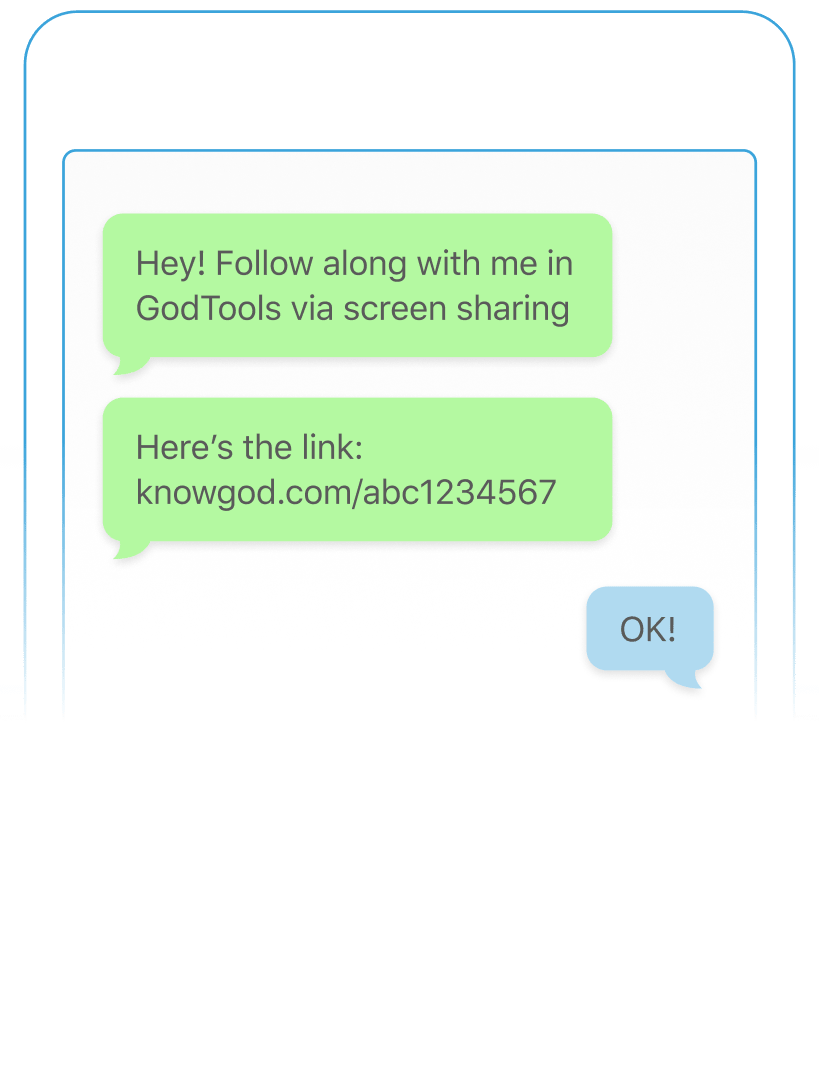 Hey! Follow along with me in
GodTools via screen sharing
Here’s the link:
knowgod.com/abc1234567
OK!